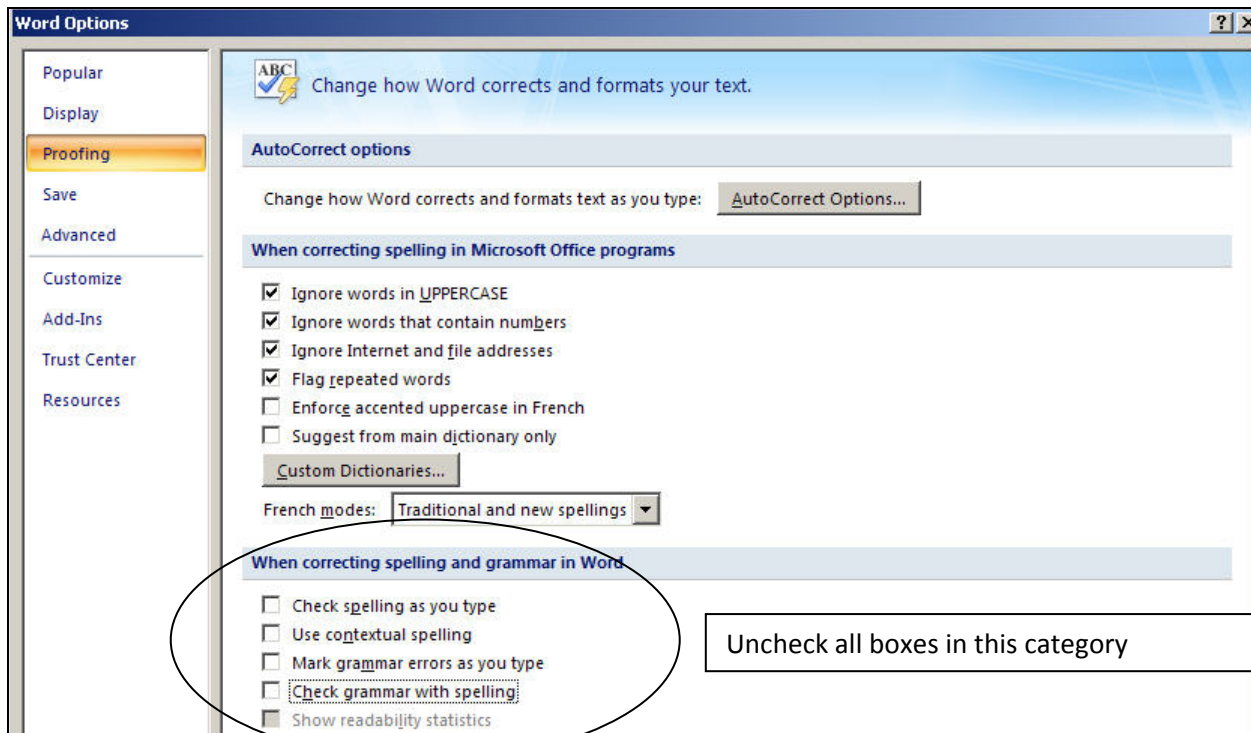 Word Options
Popular
Display
Proofing
Save
Advanced
Customize
Add-Ins
Trust Center
Resources
ABC
Change how Word corrects and formats your text.
AutoCorrect options
Change how Word corrects and formats text as you type: AutoCorrect Options...
When correcting spelling in Microsoft Office programs
Ignore words in UPPERCASE
Ignore words that contain numbers
Ignore Internet and file addresses
Flag repeated words
Enforce accented uppercase in French
Suggest from main dictionary only
Custom Dictionaries...
French modes: Traditional and new spellings
When correcting spelling and grammar in Word
Check spelling as you type
Use contextual spelling
Mark grammar errors as you type
Check grammar with spelling
Show readability statistics
Uncheck all boxes in this category